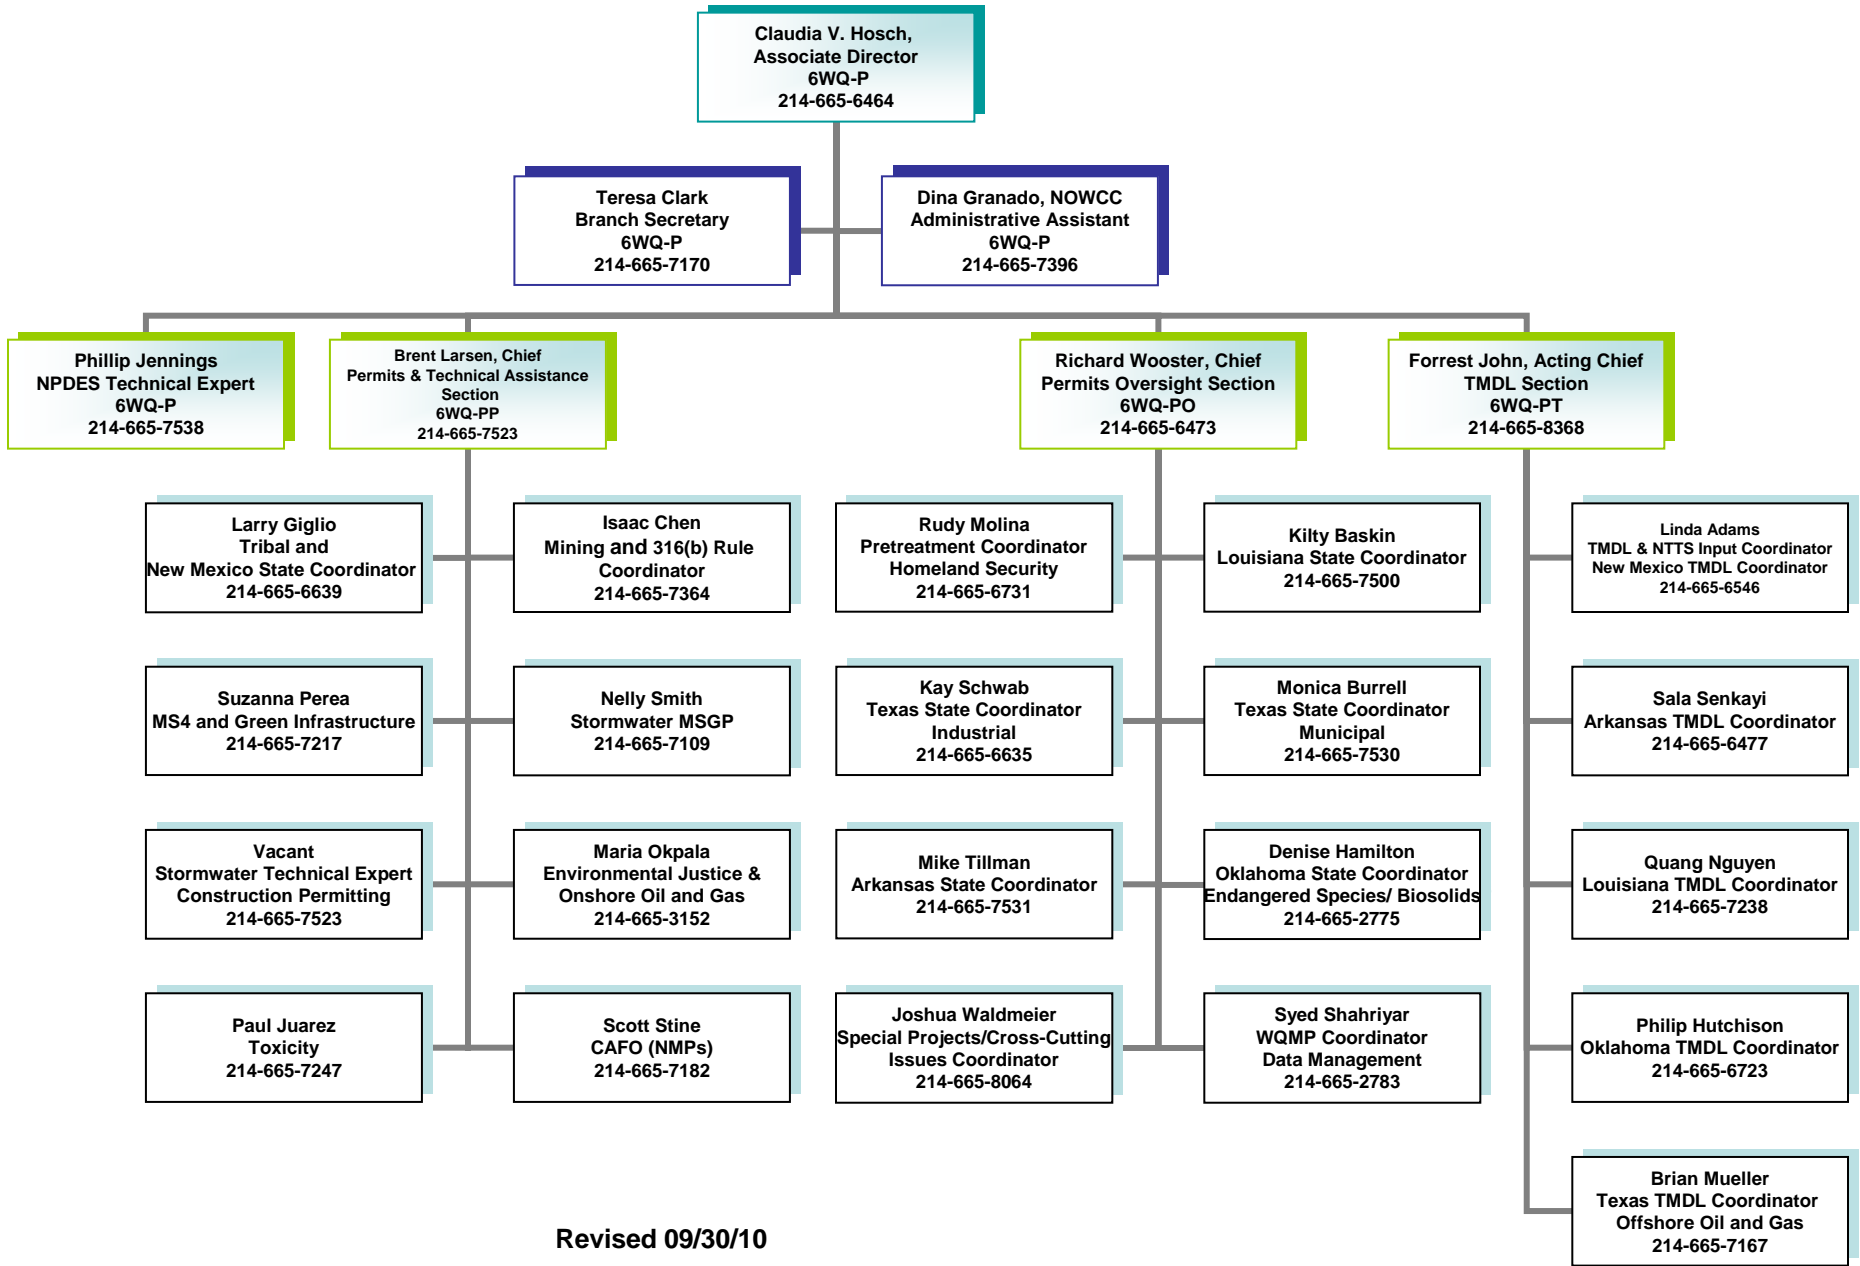 Claudia V. Hosch,
Associate Director
6WQ-P
214-665-6464
Teresa Clark
Branch Secretary
6WQ-P
214-665-7170
Dina Granado, NOWCC
Administrative Assistant
6WQ-P
214-665-7396
Phillip Jennings
NPDES Technical Expert
6WQ-P
214-665-7538
Brent Larsen, Chief
Permits & Technical Assistance
Section
6WQ-PP
214-665-7523
Richard Wooster, Chief
Permits Oversight Section
6WQ-PO
214-665-6473
Forrest John, Acting Chief
TMDL Section
6WQ-PT
214-665-8368
Larry Giglio
Tribal and
New Mexico State Coordinator
214-665-6639
Isaac Chen
Mining and 316(b) Rule
Coordinator
214-665-7364
Rudy Molina
Pretreatment Coordinator
Homeland Security
214-665-6731
Kilty Baskin
Louisiana State Coordinator
214-665-7500
Linda Adams
TMDL & NTTS Input Coordinator
New Mexico TMDL Coordinator
214-665-6546
Suzanna Perea
MS4 and Green Infrastructure
214-665-7217
Nelly Smith
Stormwater MSGP
214-665-7109
Kay Schwab
Texas State Coordinator
Industrial
214-665-6635
Monica Burrell
Texas State Coordinator
Municipal
214-665-7530
Sala Senkayi
Arkansas TMDL Coordinator
214-665-6477
Vacant
Stormwater Technical Expert
Construction Permitting
214-665-7523
Maria Okpala
Environmental Justice &
Onshore Oil and Gas
214-665-3152
Mike Tillman
Arkansas State Coordinator
214-665-7531
Denise Hamilton
Oklahoma State Coordinator
Endangered Species/ Biosolids
214-665-2775
Quang Nguyen
Louisiana TMDL Coordinator
214-665-7238
Paul Juarez
Toxicity
214-665-7247
Scott Stine
CAFO (NMPs)
214-665-7182
Joshua Waldmeier
Special Projects/Cross-Cutting
Issues Coordinator
214-665-8064
Syed Shahriyar
WQMP Coordinator
Data Management
214-665-2783
Philip Hutchison
Oklahoma TMDL Coordinator
214-665-6723
Brian Mueller
Texas TMDL Coordinator
Offshore Oil and Gas
214-665-7167
Revised 09/30/10